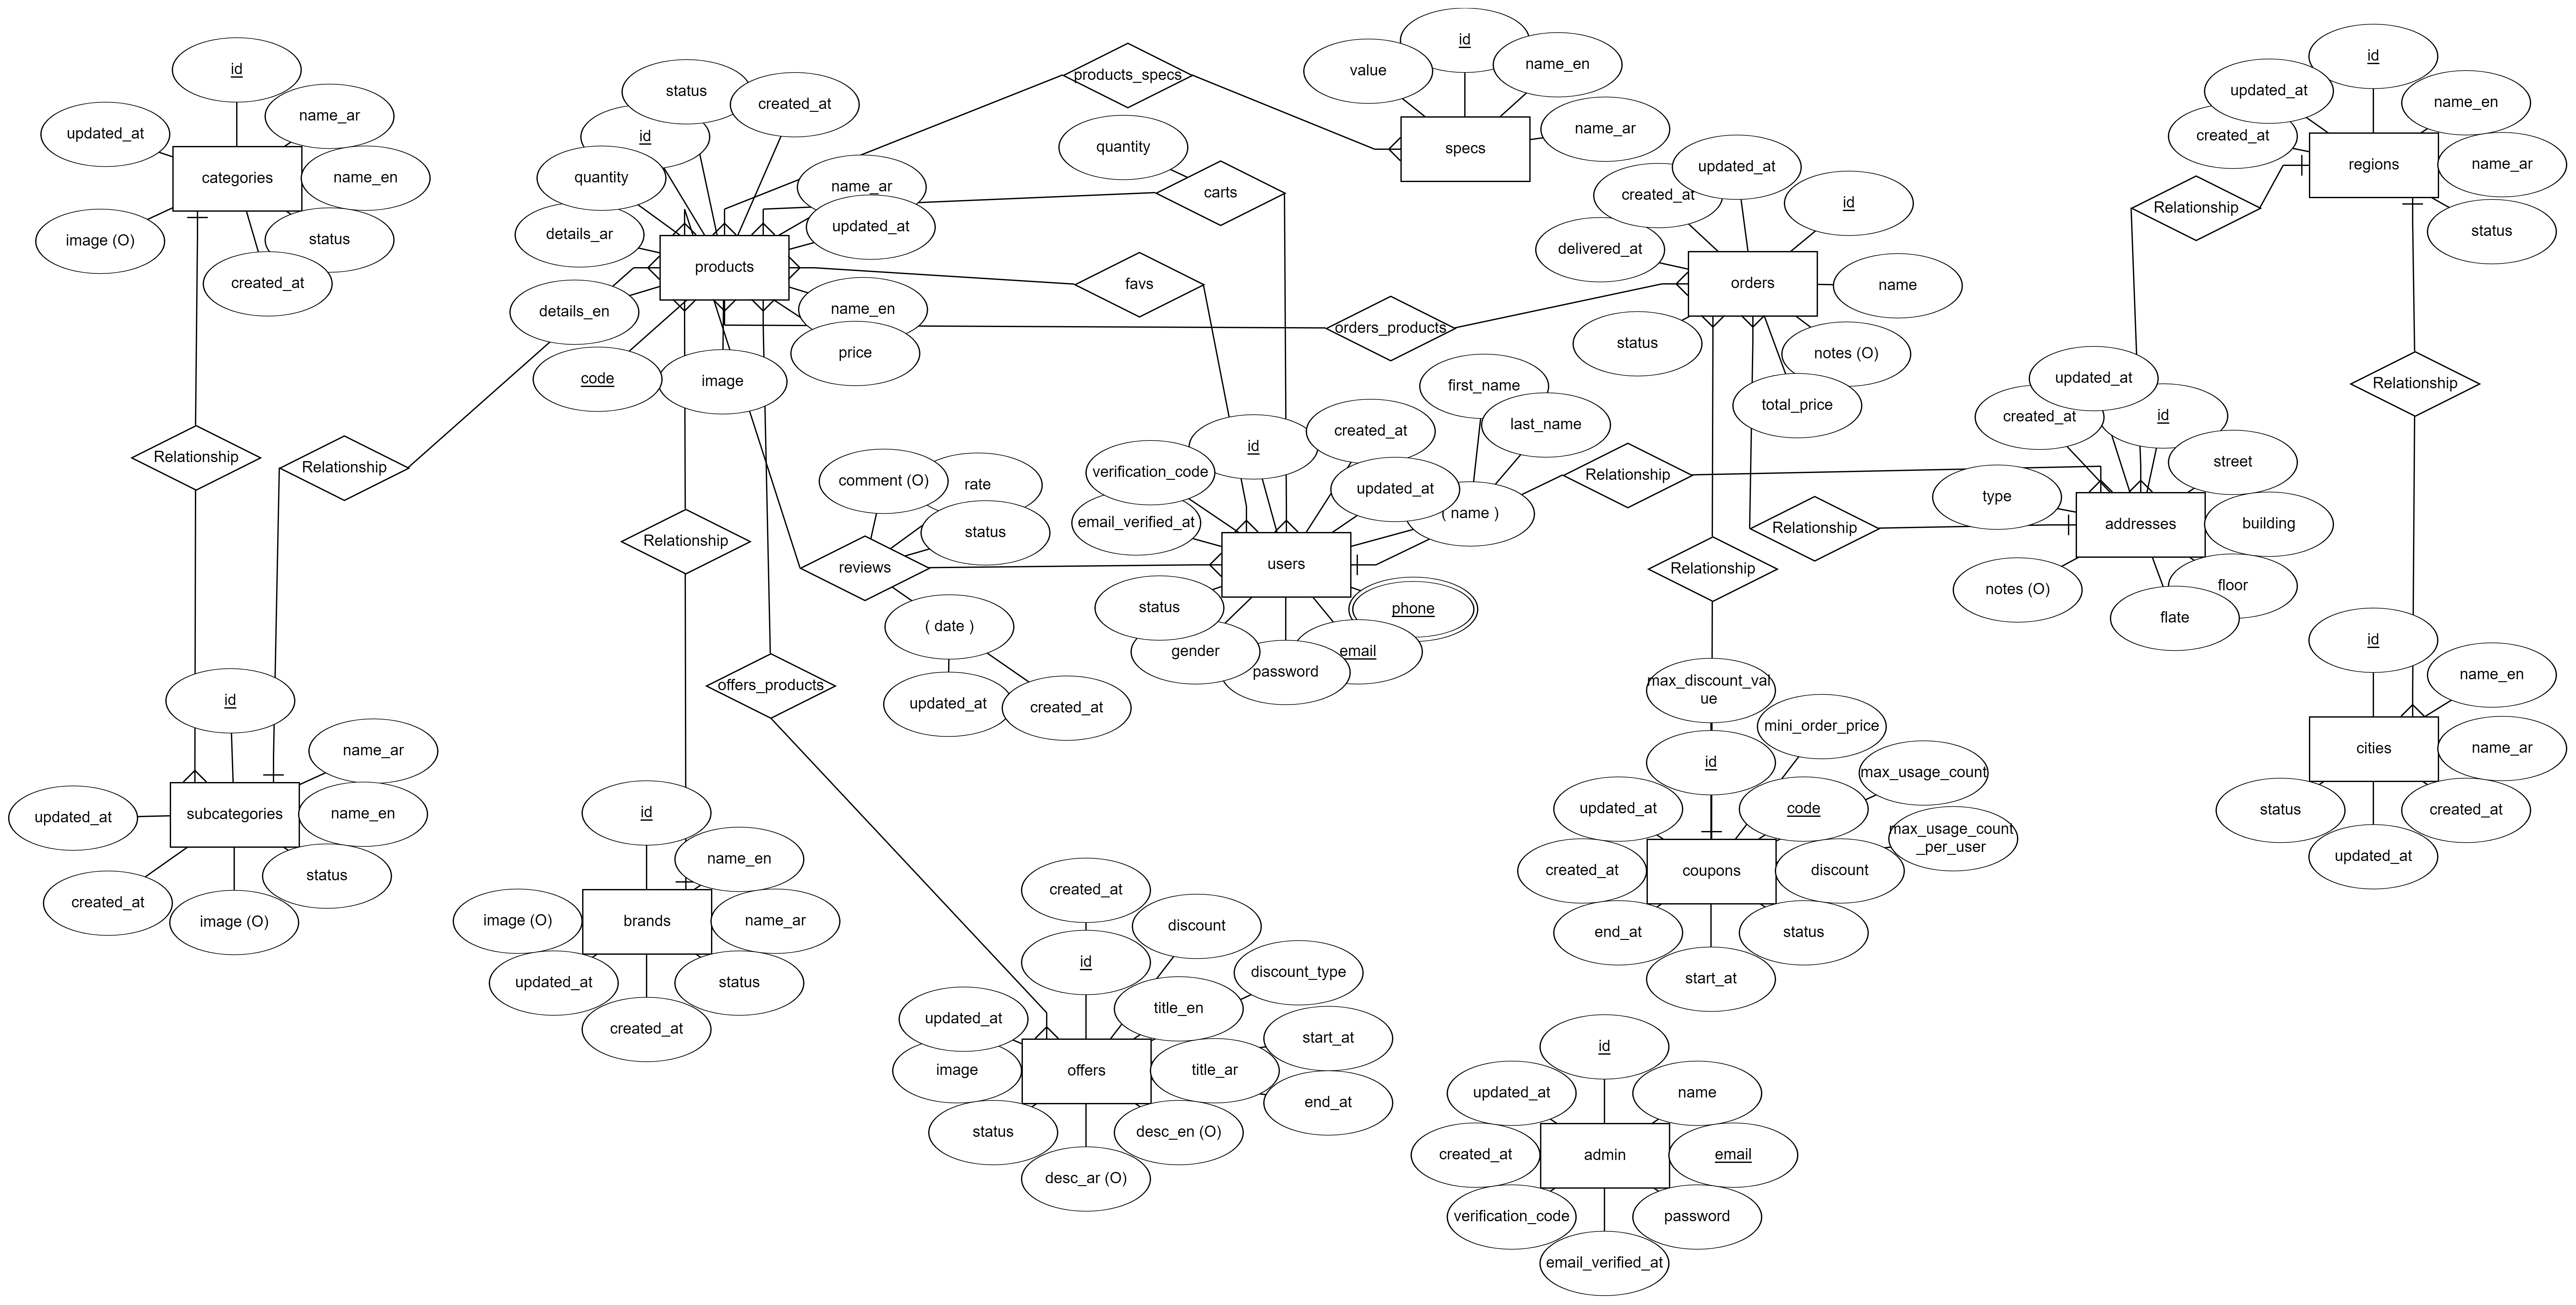 id
name_ar
updated_at
categories
name_en
image (O)
status
created_at
Relationship
Relationship
id
name_ar
updated_at
subcategories
name_en
created_at
image (O)
status
status
created_at
id
quantity
name_ar
details_ar
updated_at
products
details_en
name_en
price
code
image
Relationship
id
name_en
image (O)
brands
name_ar
updated_at
status
created_at
products_specs
quantity
carts
favs
orders_products
id
value
name_en
specs
name_ar
comment (O)
rate
status
reviews
( date )
updated_at
created_at
offers_products
first_name
last_name
id
created_at
verification_code
updated_at
( name )
email_verified_at
users
status
phone
gender
email
password
created_at
discount
id
discount_type
title_en
updated_at
start_at
image
offers
title_ar
end_at
status
desc_en (O)
desc_ar (O)
updated_at
created_at
id
delivered_at
orders
name
status
notes (O)
total_price
Relationship
Relationship
Relationship
max_discount_val
ue
mini_order_price
id
max_usage_count
updated_at
code
max_usage_count
_per_user
created_at
coupons
discount
end_at
status
start_at
id
updated_at
name
created_at
admin
email
verification_code
password
email_verified_at
id
updated_at
name_en
created_at
regions
name_ar
status
Relationship
Relationship
updated_at
created_at
id
street
type
addresses
building
notes (O)
floor
flate
id
name_en
cities
name_ar
status
created_at
updated_at